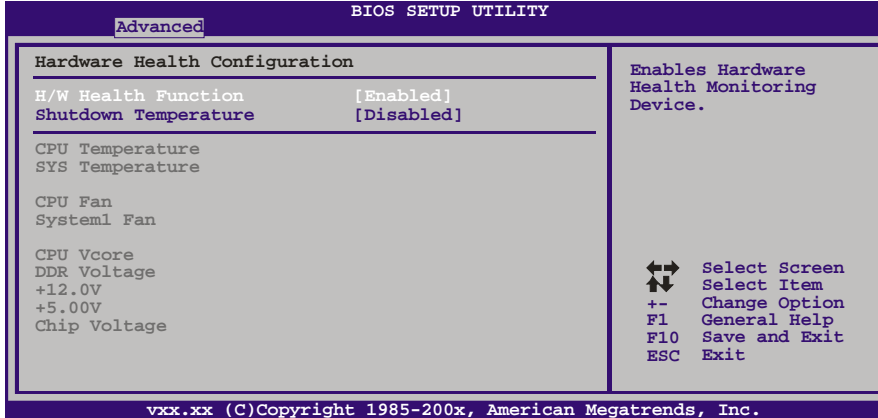 BIOS SETUP UTILITY
Advanced
Hardware Health Configuration
H/W Health Function [Enabled]
Shutdown Temperature [Disabled]
CPU Temperature
SYS Temperature
CPU Fan
System1 Fan
CPU Vcore
DDR Voltage
+12.0V
+5.00V
Chip Voltage
Enables Hardware
Health Monitoring
Device.
Select Screen
Select Item
+- Change Option
F1 General Help
F10 Save and Exit
ESC Exit
vxx.xx (C)Copyright 1985-200x, American Megatrends, Inc.